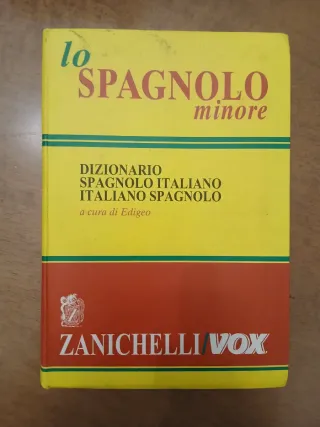 lo
SPAGNOLO
minore
DIZIONARIO
SPAGNOLO ITALIANO
ITALIANO SPAGNOLO
a cura di Edigeo
ZANICHELLI/VOX